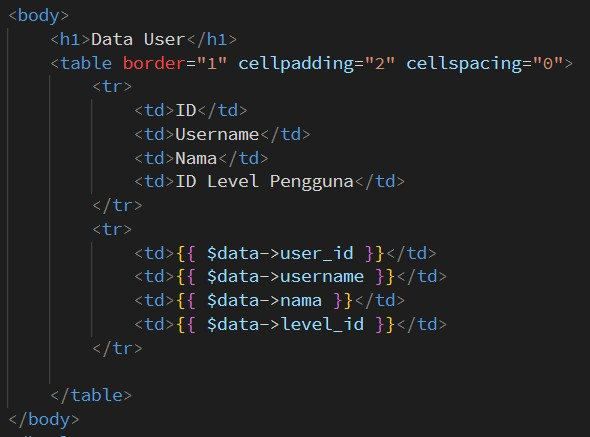 <body>
<h1>Data User</h1>
<table border="1" cellpadding="2" cellspacing="0">
<tr>
<td>ID</td>
<td>Username</td>
<td>Nama</td>
<td>ID Level Pengguna</td>
</tr>
<tr>
<td>{{ $data->user_id }}</td>
<td>{{ $data->username }}</td>
<td>{{ $data->nama }}</td>
<td>{{ $data->level_id }}</td>
</tr>
</table>
</body>